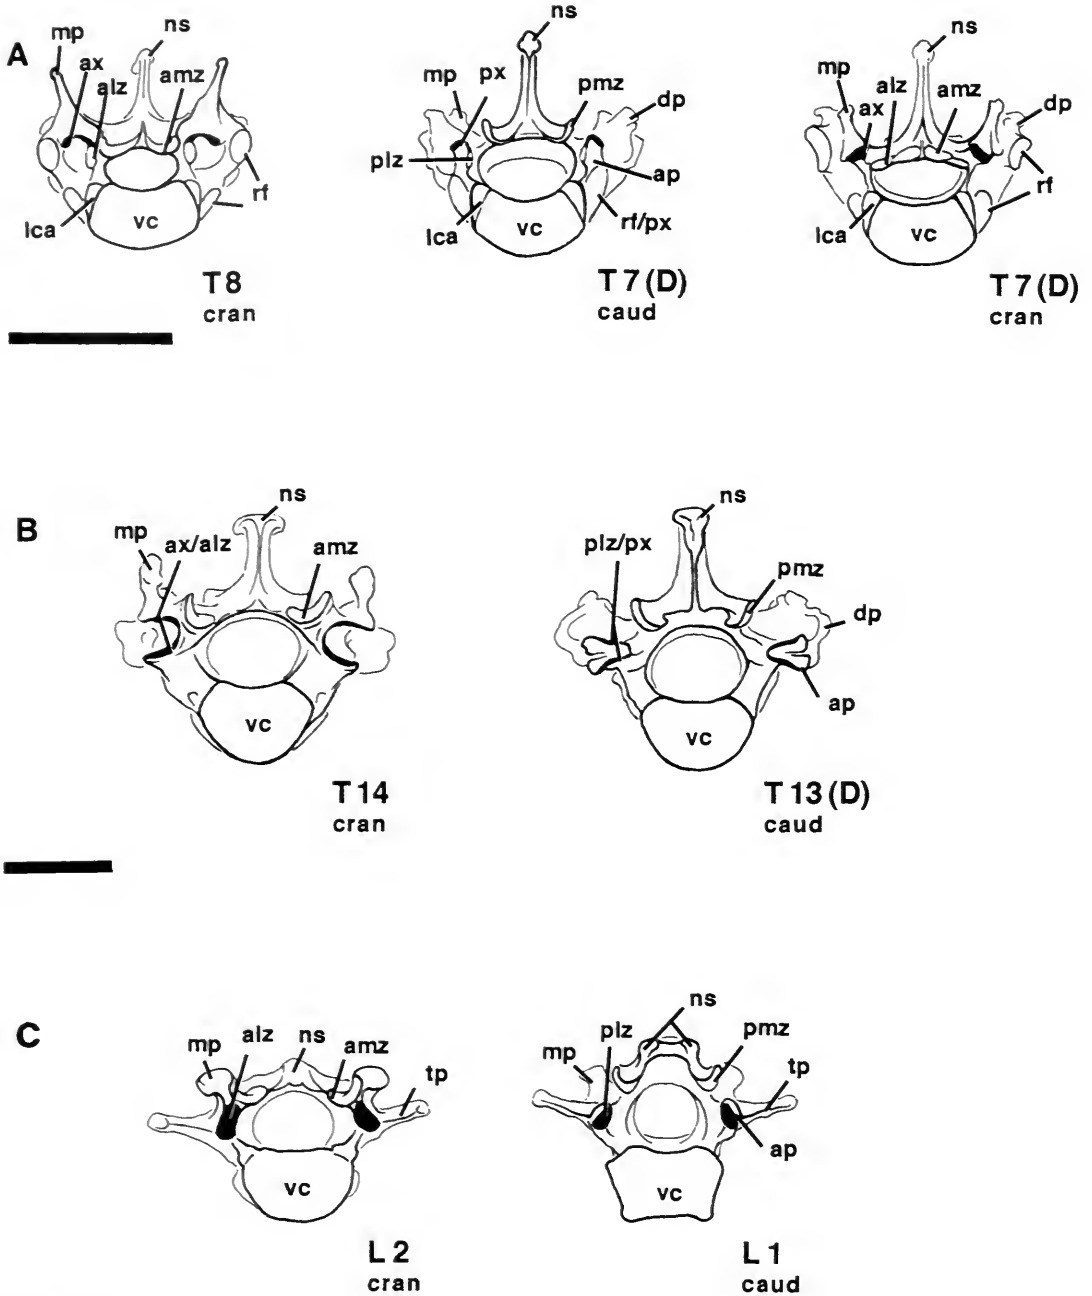 A
mp
ns
ax
alz
amz
rf
lca
vc
T8
cran
ns
mp
px
pmz
dp
plz
ap
lca
vc
rf/px
T7(D)
caud
ns
mp
alz
amz
ax
dp
rf
lca
vc
T7(D)
cran
B
ns
mp
ax/alz
amz
vc
T14
cran
ns
plz/px
pmz
dp
ap
vc
T13(D)
caud
C
alz
ns
mp
amz
tp
vc
L2
cran
ns
plz
pmz
mp
tp
ap
vc
L1
caud